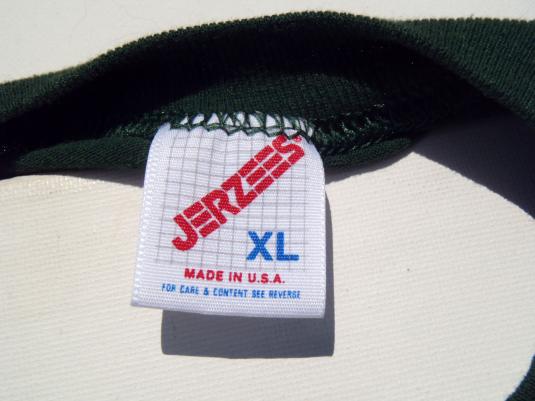 JERZEES
XL
MADE IN U.S.A.
FOR CARE & CONTENT SEE REVERSE